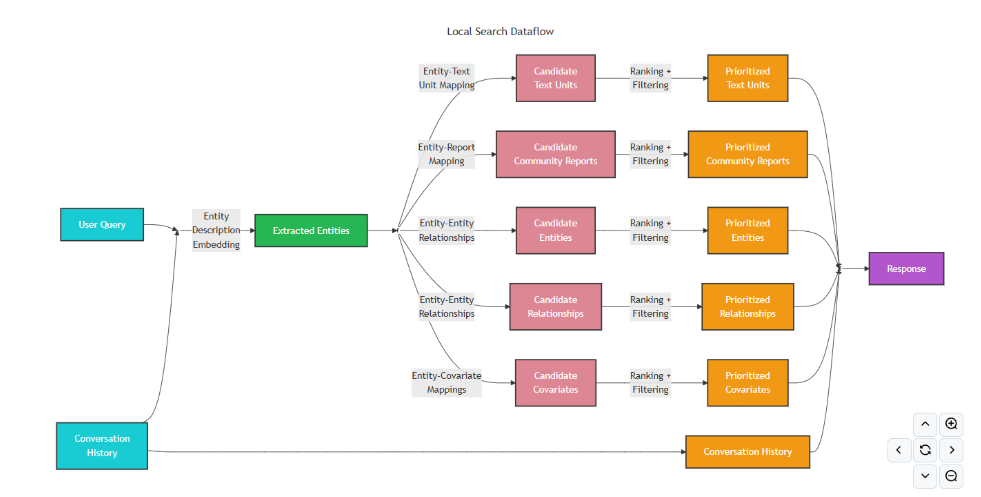 Local Search Dataflow
Entity-Text
Unit Mapping
Candidate
Text Units
Ranking +
Filtering
Prioritized
Text Units
Entity-Report
Mapping
Candidate
Community Reports
Ranking +
Filtering
Prioritized
Community Reports
User Query
Entity
Description
Embedding
Extracted Entities
Entity-Entity
Relationships
Candidate
Entities
Ranking +
Filtering
Prioritized
Entities
Response
Entity-Entity
Relationships
Candidate
Relationships
Ranking +
Filtering
Prioritized
Relationships
Entity-Covariate
Mappings
Candidate
Covariates
Ranking +
Filtering
Prioritized
Covariates
Conversation
History
Conversation History